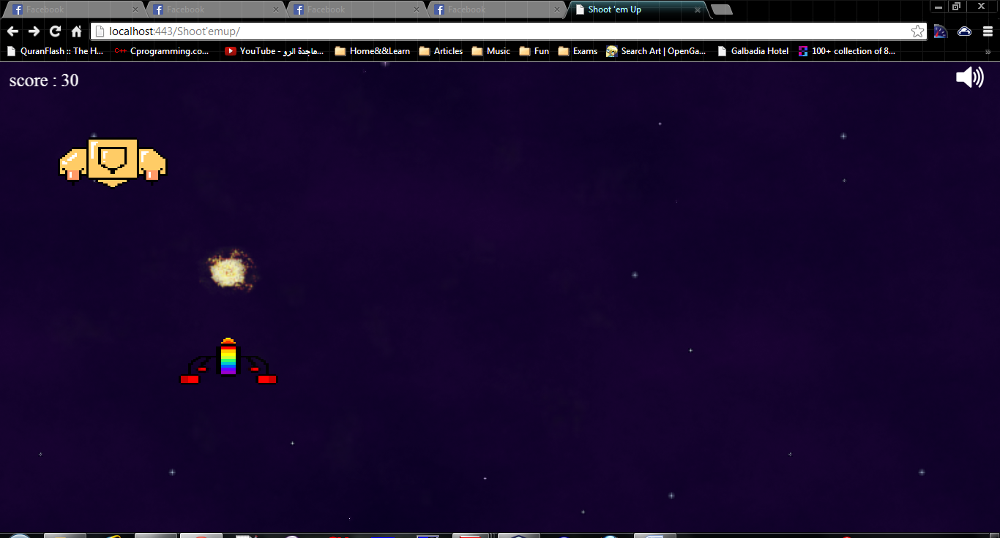 Facebook Facebook Facebook Facebook Shoot 'em Up
localhost:443/Shoot'emup/
QuranFlash :: The H... C++ Cprogramming.co... YouTube - ماجدة الرو... Home&&Learn Articles Music Fun Exams Search Art | OpenGa... Galbadia Hotel 100+ collection of 8... »
score : 30